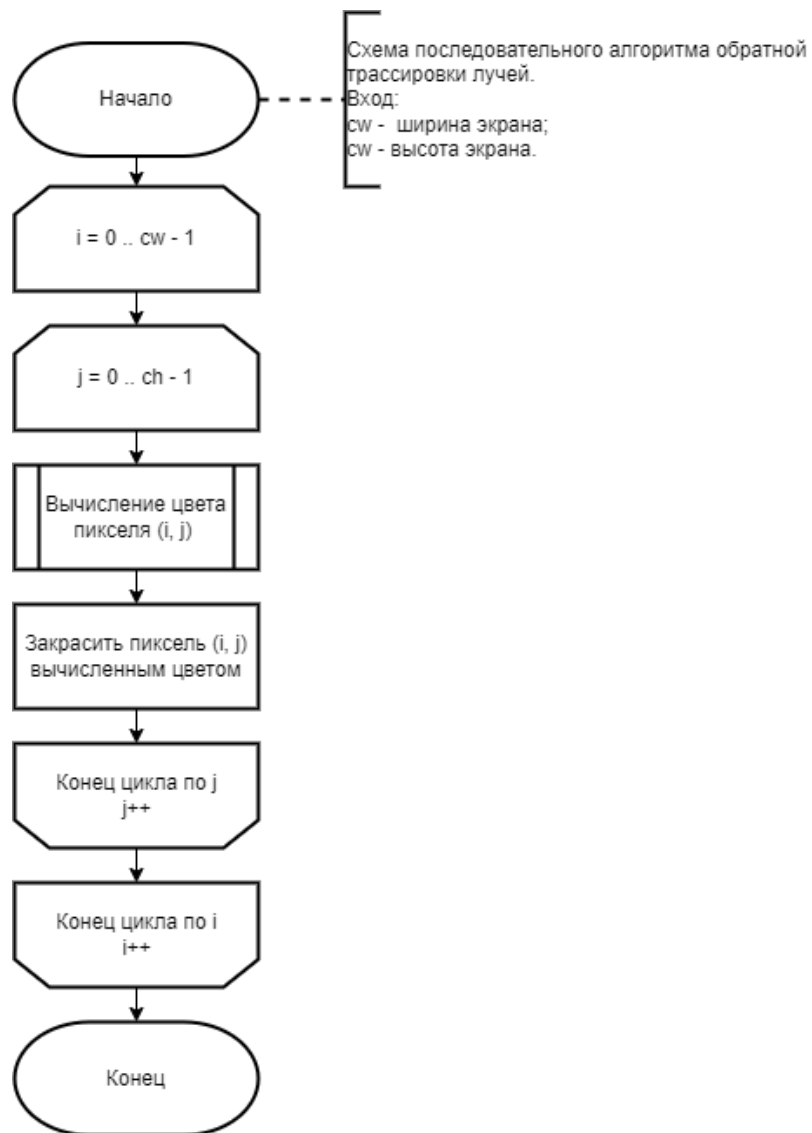 Начало
Схема последовательного алгоритма обратной
трассировки лучей.
Вход:
cw - ширина экрана;
cw - высота экрана.
i = 0 .. cw - 1
j = 0 .. ch - 1
Вычисление цвета
пикселя (i, j)
Закрасить пиксель (i, j)
вычисленным цветом
Конец цикла по j
j++
Конец цикла по i
i++
Конец